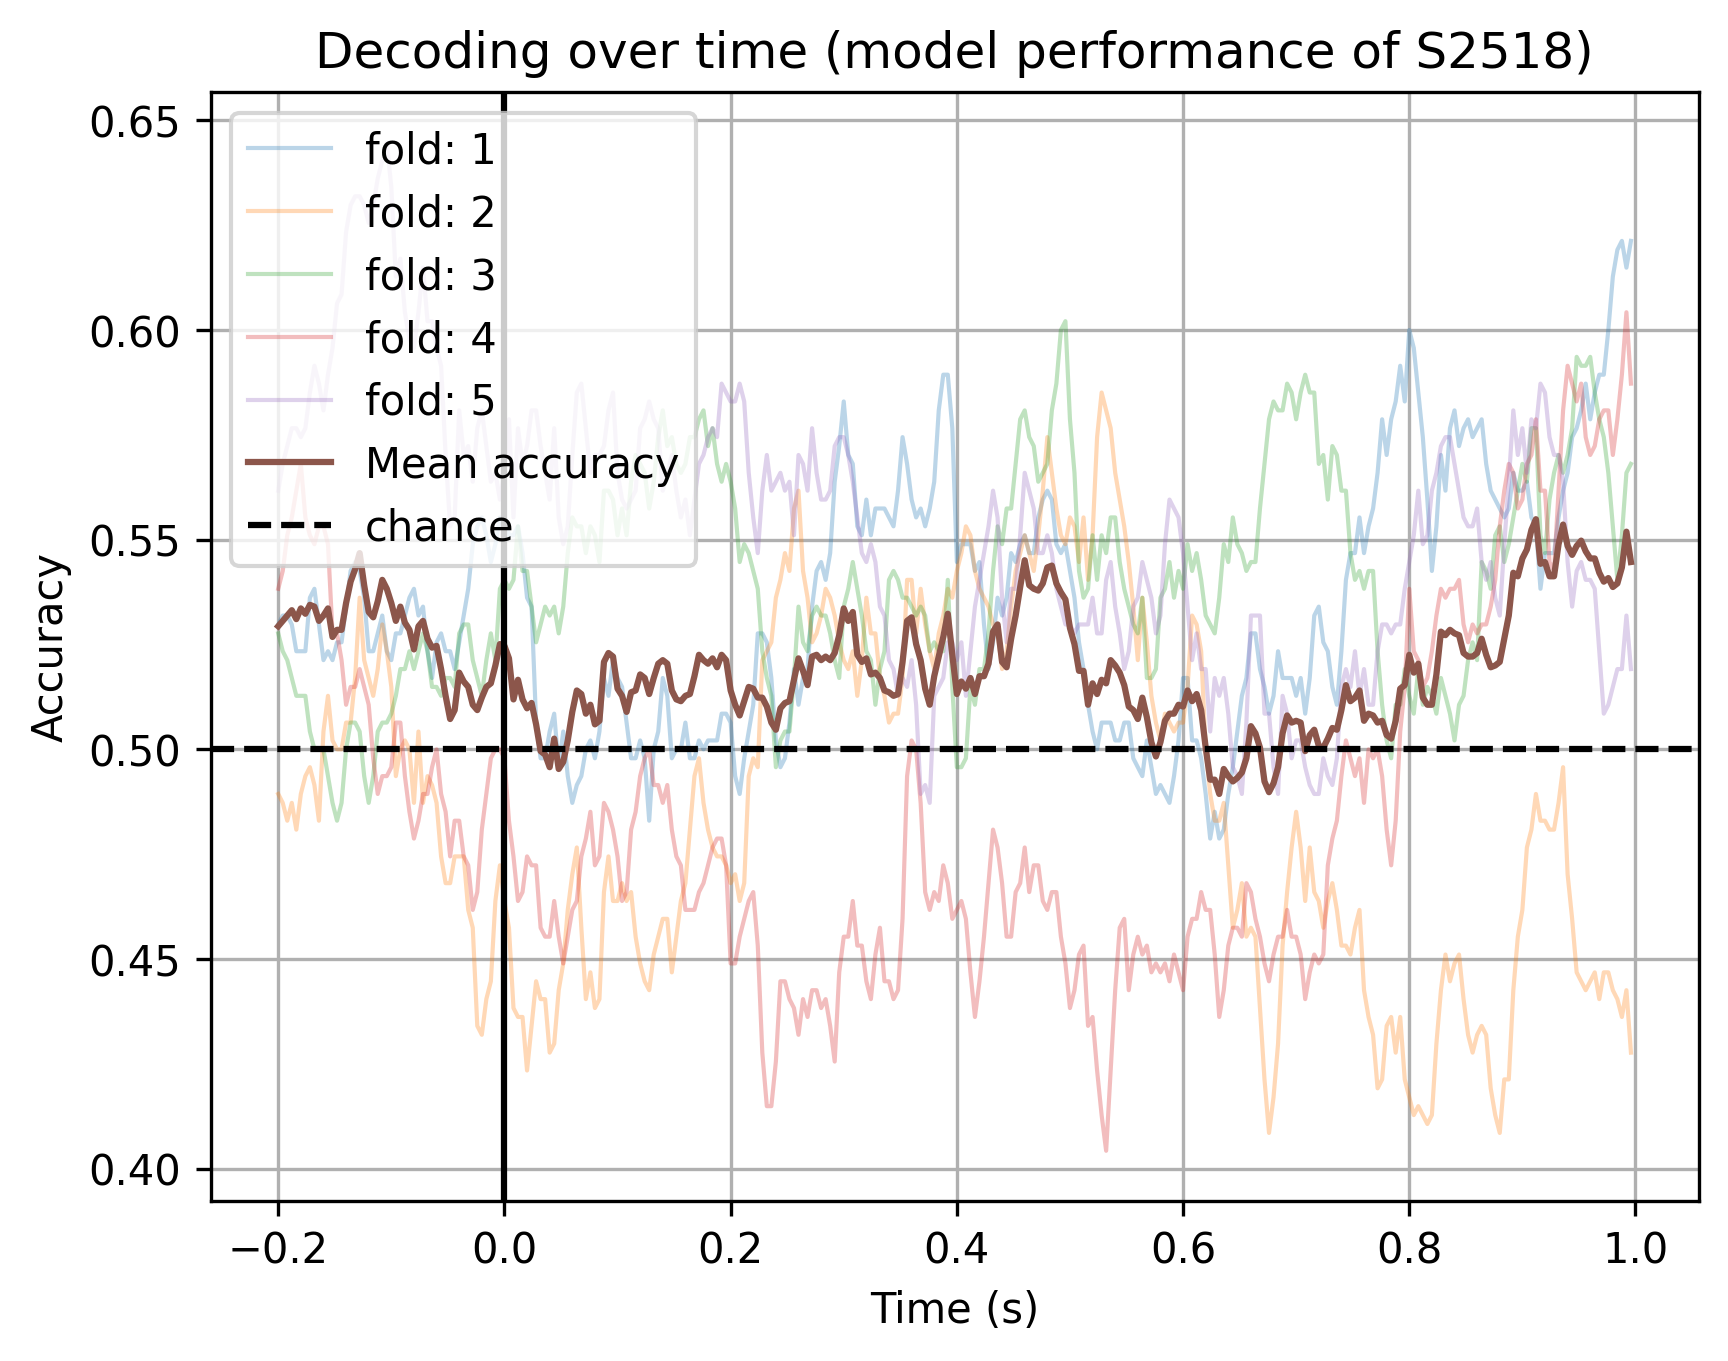 Decoding over time (model performance of S2518)
Accuracy
0.65
0.60
0.55
0.50
0.45
0.40
fold: 1
fold: 2
fold: 3
fold: 4
fold: 5
Mean accuracy
chance
−0.2
0.0
0.2
0.4
0.6
0.8
1.0
Time (s)